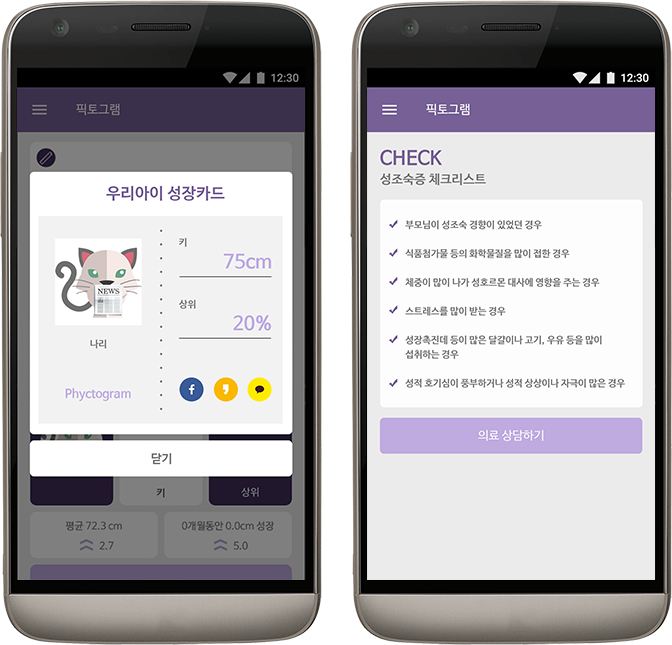 12:30
픽토그램
우리아이 성장카드
NEWS
나리
Phyctogram
키
75cm
상위
20%
f
닫기
키
상위
평균 72.3 cm
2.7
0개월동안 0.0cm 성장
5.0
12:30
픽토그램
CHECK
성조숙증 체크리스트
부모님이 성조숙 경향이 있었던 경우
식품첨가물 등의 화학물질을 많이 접한 경우
체중이 많이 나가 성호르몬 대사에 영향을 주는 경우
스트레스를 많이 받는 경우
성장촉진데 등이 많은 달걀이나 고기, 우유 등을 많이
섭취하는 경우
성적 호기심이 풍부하거나 성적 상상이나 자극이 많은 경우
의료 상담하기